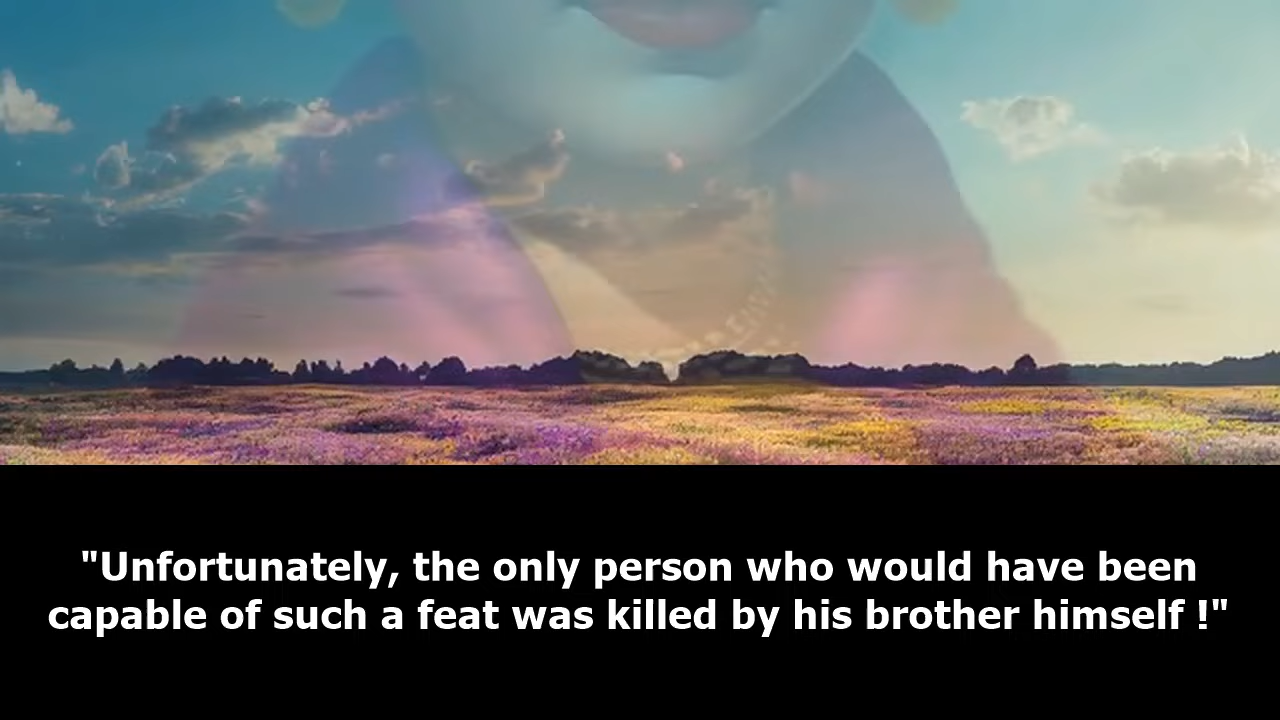 "Unfortunately, the only person who would have been
capable of such a feat was killed by his brother himself !"